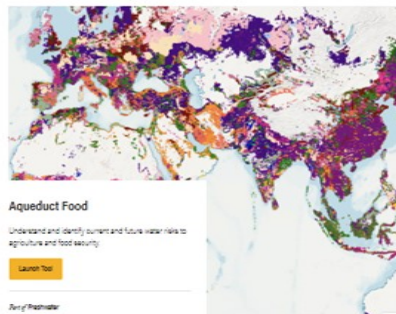 Aqueduct Food
Understand and identify current and future water risks to
agriculture and food security.
Launch Tool
Part of Freshwater